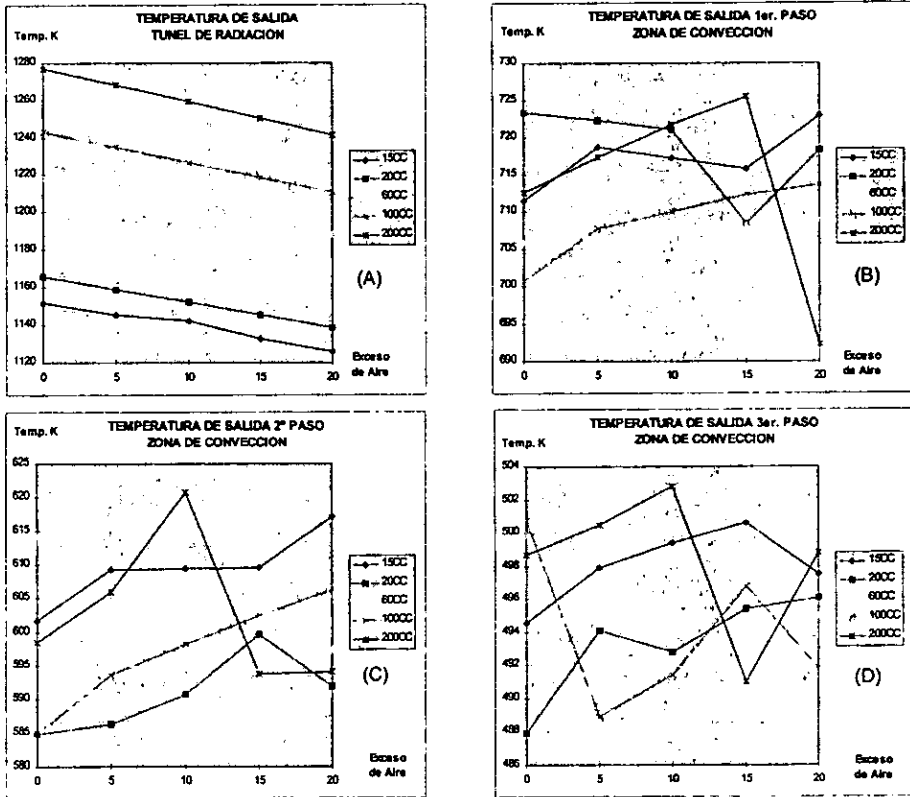 TEMPERATURA DE SALIDA
TUNEL DE RADIACION
Temp. K
1280
1260
1240
1220
1200
1180
1160
1140
1120
0 5 10 15 20
Exceso
de Aire
15CC
20CC
60CC
100CC
200CC
(A)
TEMPERATURA DE SALIDA 1er. PASO
ZONA DE CONVECCION
Temp. K
730
725
720
715
710
705
700
695
690
0 5 10 15 20
Exceso
de Aire
15CC
20CC
60CC
100CC
200CC
(B)
TEMPERATURA DE SALIDA 2º PASO
ZONA DE CONVECCION
Temp. K
625
620
615
610
605
600
595
590
585
580
0 5 10 15 20
Exceso
de Aire
15CC
20CC
60CC
100CC
200CC
(C)
TEMPERATURA DE SALIDA 3er. PASO
ZONA DE CONVECCION
Temp. K
504
502
500
498
496
494
492
490
488
486
0 5 10 15 20
Exceso
de Aire
15CC
20CC
60CC
100CC
200CC
(D)